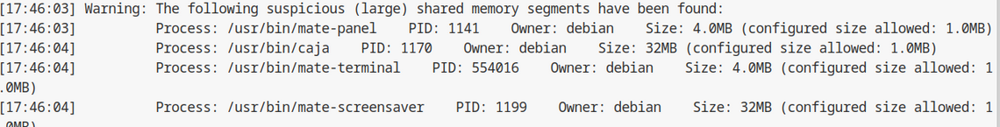 [17:46:03] Warning: The following suspicious (large) shared memory segments have been found:
[17:46:03]          Process: /usr/bin/mate-panel    PID: 1141    Owner: debian    Size: 4.0MB (configured size allowed: 1.0MB)
[17:46:04]          Process: /usr/bin/caja    PID: 1170    Owner: debian    Size: 32MB (configured size allowed: 1.0MB)
[17:46:04]          Process: /usr/bin/mate-terminal    PID: 554016    Owner: debian    Size: 4.0MB (configured size allowed: 1
.0MB)
[17:46:04]          Process: /usr/bin/mate-screensaver    PID: 1199    Owner: debian    Size: 32MB (configured size allowed: 1
.0MB)